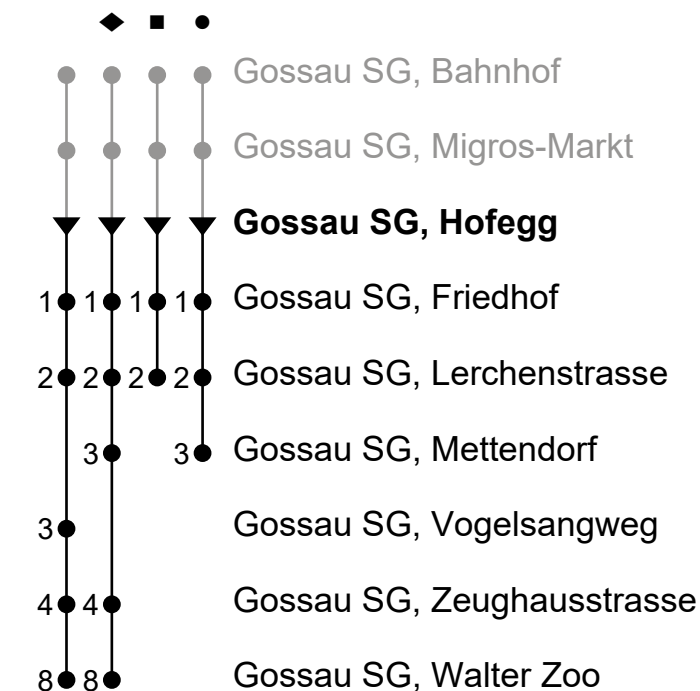 Gossau SG, Bahnhof
Gossau SG, Migros-Markt
Gossau SG, Hofegg
1 1 1 1 Gossau SG, Friedhof
2 2 2 2 Gossau SG, Lerchenstrasse
3 3 Gossau SG, Mettendorf
3 Gossau SG, Vogelsangweg
4 4 Gossau SG, Zeughausstrasse
8 8 Gossau SG, Walter Zoo